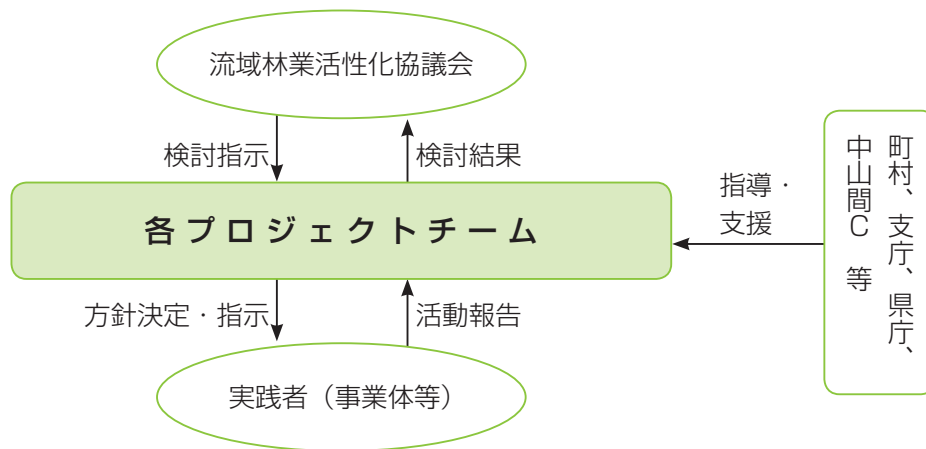 流域林業活性化協議会
検討指示
検討結果
各プロジェクトチーム
指導・
支援
町村、支庁、県庁、
中山間C 等
方針決定・指示
活動報告
実践者（事業体等）